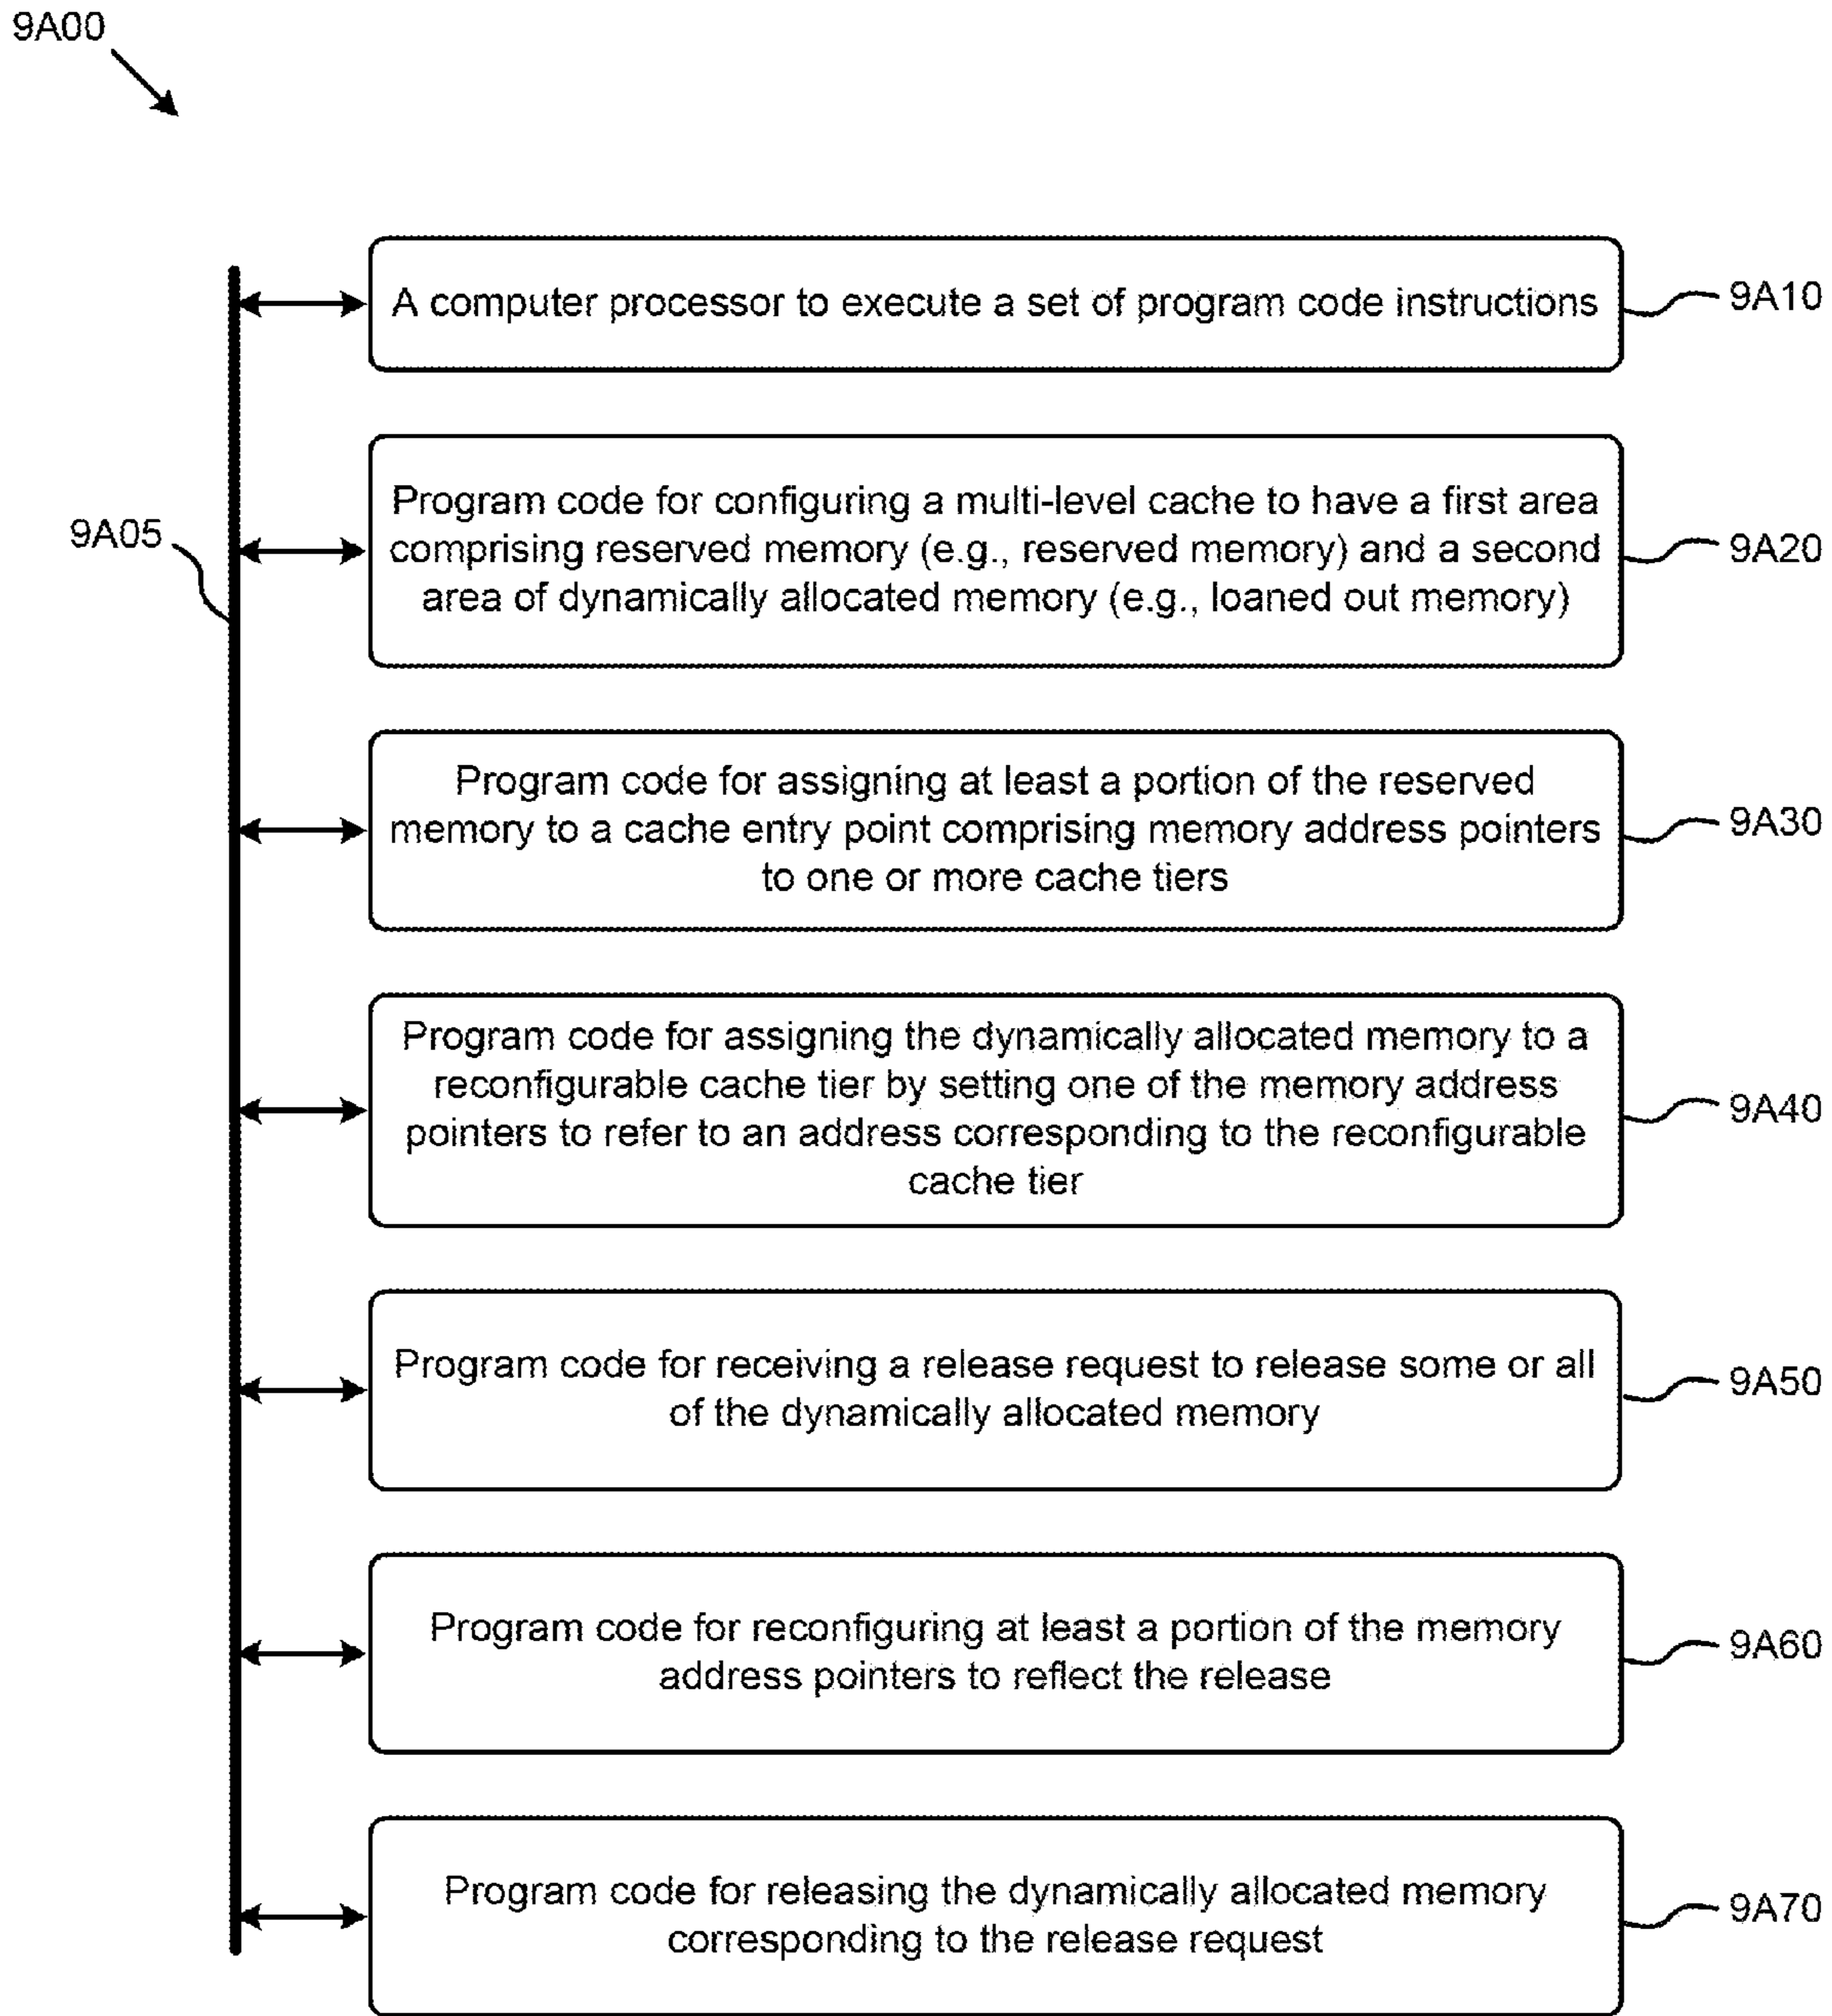 9A00
A computer processor to execute a set of program code instructions
9A10
9A05
Program code for configuring a multi-level cache to have a first area
comprising reserved memory (e.g., reserved memory) and a second
area of dynamically allocated memory (e.g., loaned out memory)
9A20
Program code for assigning at least a portion of the reserved
memory to a cache entry point comprising memory address pointers
to one or more cache tiers
9A30
Program code for assigning the dynamically allocated memory to a
reconfigurable cache tier by setting one of the memory address
pointers to refer to an address corresponding to the reconfigurable
cache tier
9A40
Program code for receiving a release request to release some or all
of the dynamically allocated memory
9A50
Program code for reconfiguring at least a portion of the memory
address pointers to reflect the release
9A60
Program code for releasing the dynamically allocated memory
corresponding to the release request
9A70